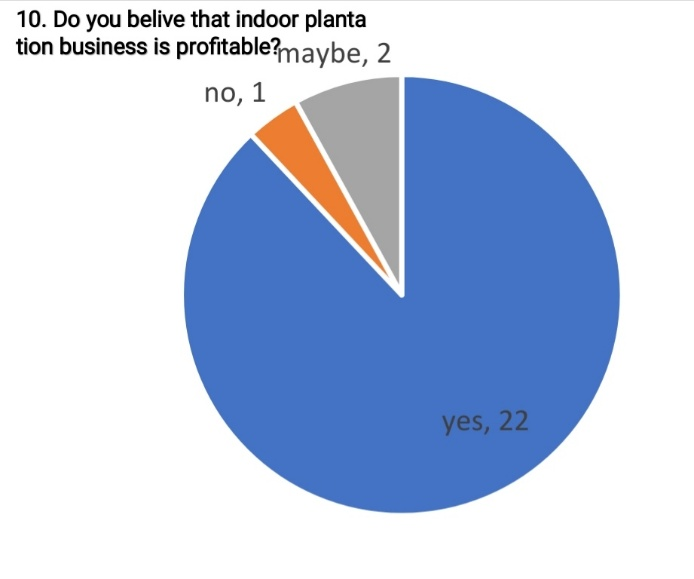 10. Do you belive that indoor planta
tion business is profitable?
maybe, 2
no, 1
yes, 22